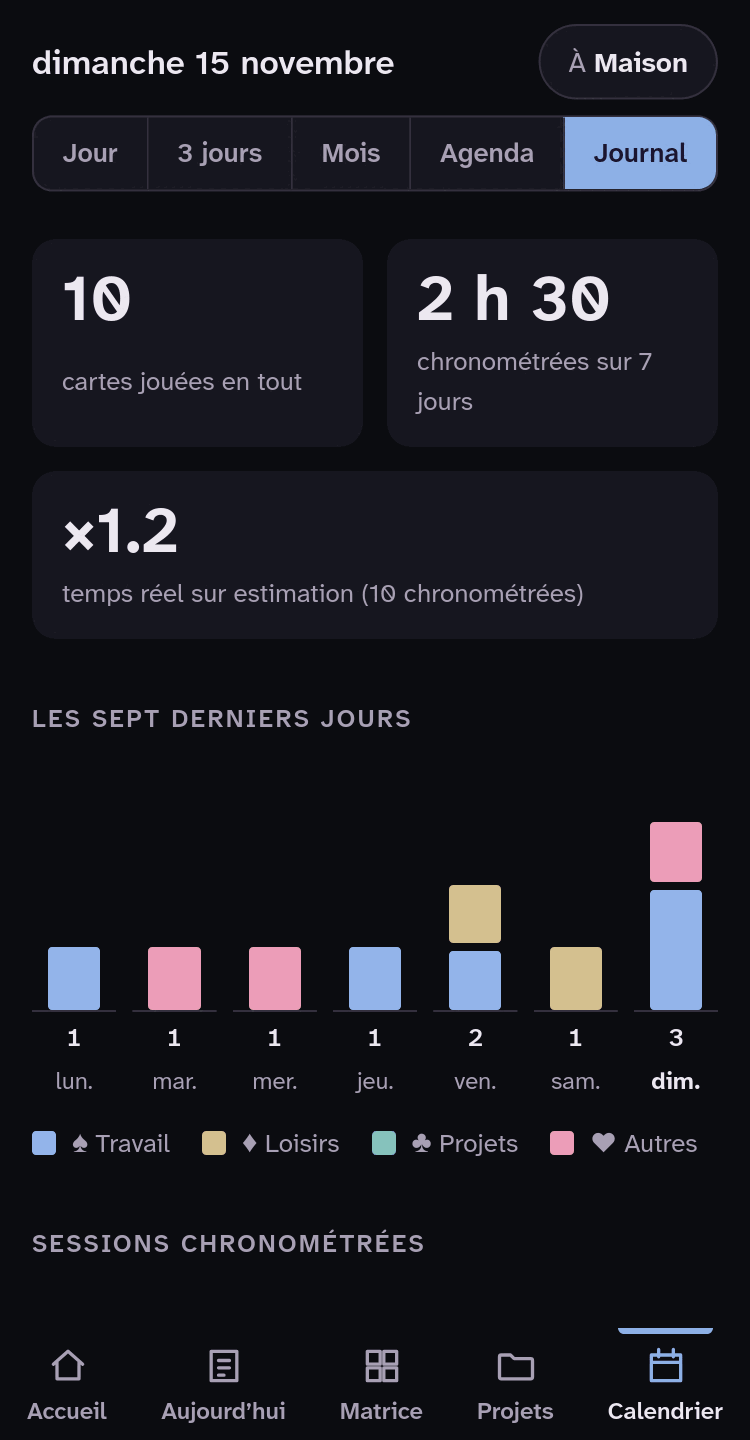 dimanche 15 novembre
À Maison
Jour 3 jours Mois Agenda Journal
10
cartes jouées en tout
2 h 30
chronométrées sur 7
jours
×1.2
temps réel sur estimation (10 chronométrées)
LES SEPT DERNIERS JOURS
1 1 1 1 2 1 3
lun. mar. mer. jeu. ven. sam. dim.
♠ Travail ♦ Loisirs ♣ Projets ♥ Autres
SESSIONS CHRONOMÉTRÉES
Accueil Aujourd’hui Matrice Projets Calendrier